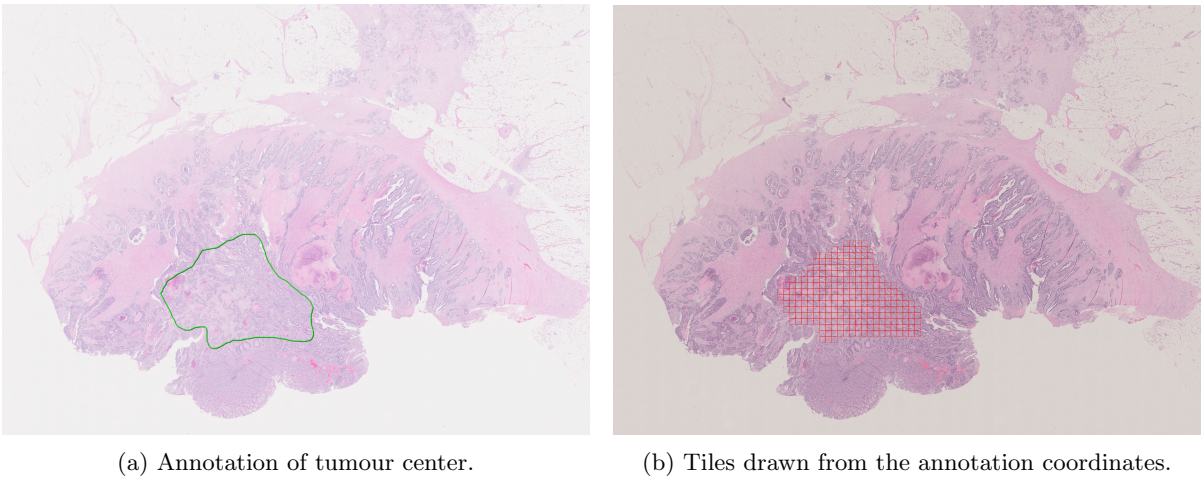 (a) Annotation of tumour center.
(b) Tiles drawn from the annotation coordinates.